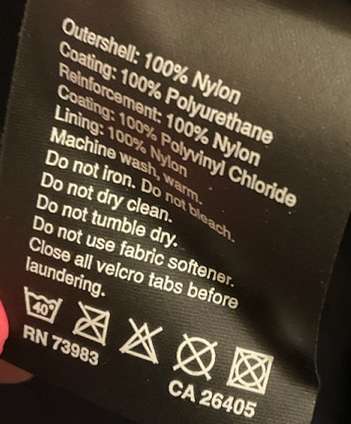 Outershell: 100% Nylon
Coating: 100% Polyurethane
Reinforcement: 100% Nylon
Coating: 100% Polyvinyl Chloride
Lining: 100% Nylon
Machine wash, warm.
Do not iron. Do not bleach.
Do not dry clean.
Do not tumble dry.
Do not use fabric softener.
Close all velcro tabs before
laundering.
40°
RN 73983
CA 26405